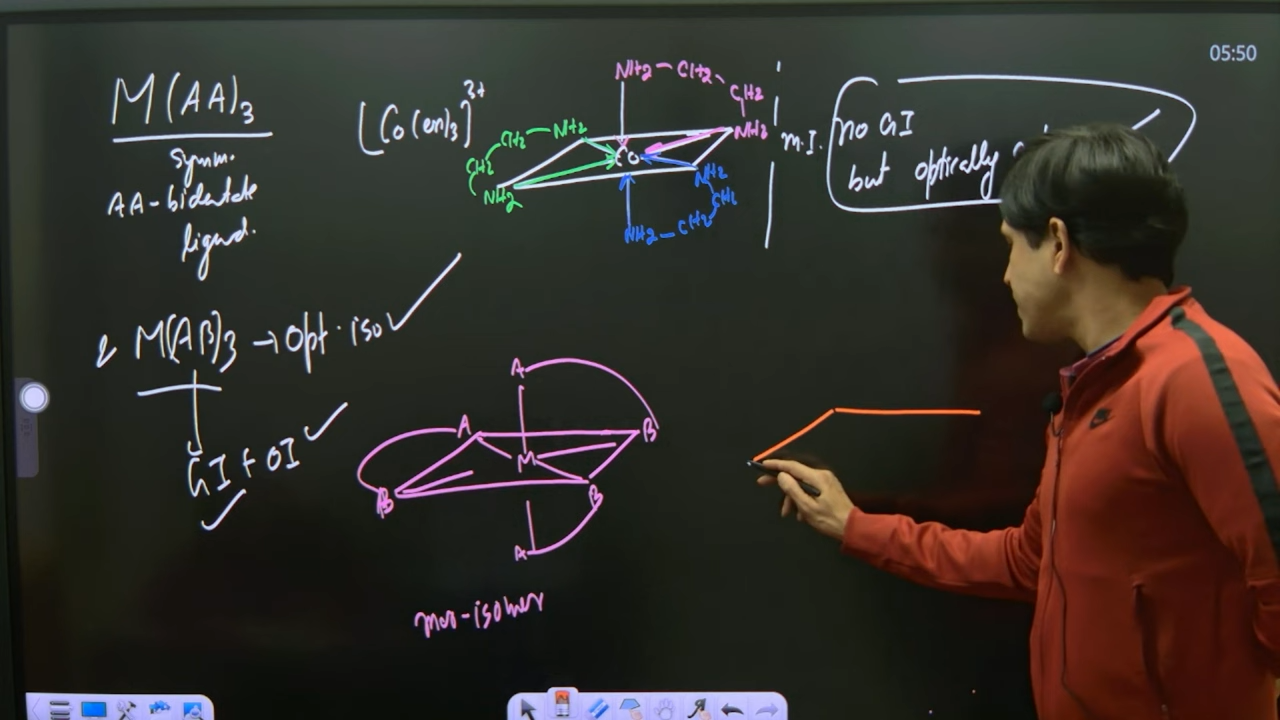 05:50
M(AA)3
symm.
AA-bidentate
ligand.
[Co(en)3]3+
NH2-CH2-CH2
NH2
CH2-NH2
CH2
NH2
Co
NH2
CH2
NH2-CH2
m.I.
no GI
but optically
M(AB)3 → opt.iso ✓
GI + OI ✓
✓
A
A B
M
B B
A
mer-isomer